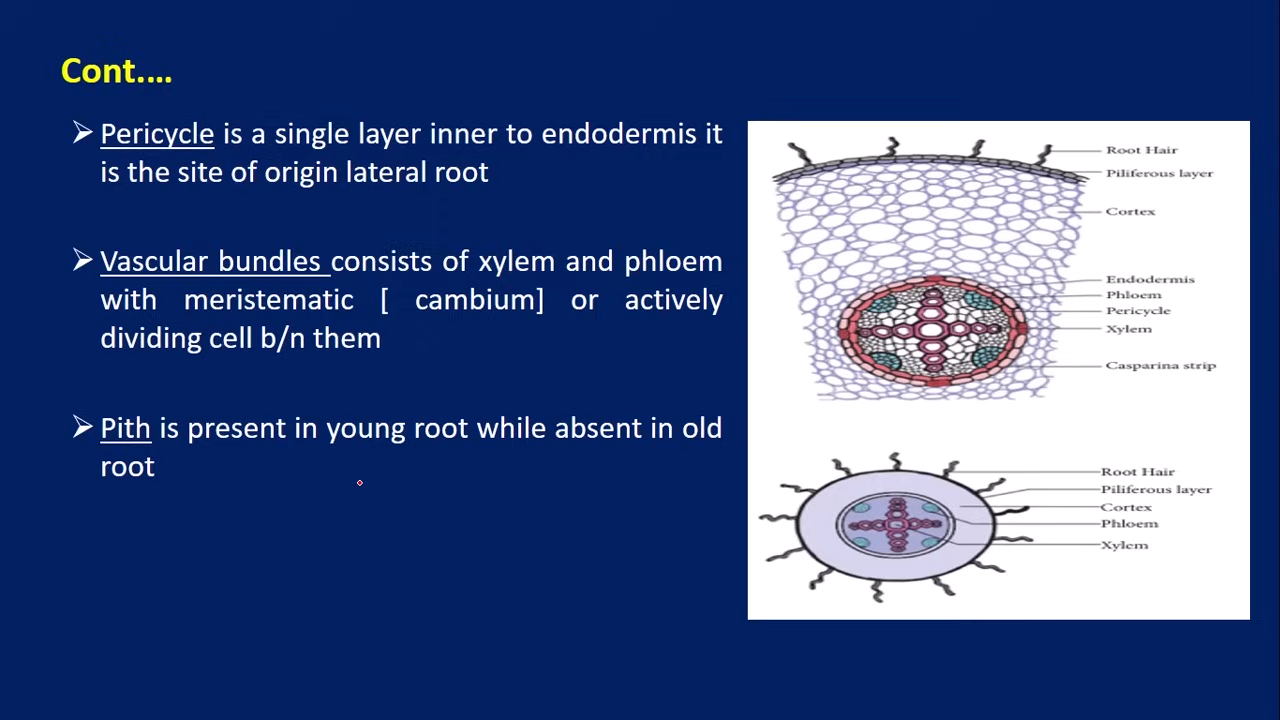 Cont.…
➢ Pericycle is a single layer inner to endodermis it
is the site of origin lateral root
➢ Vascular bundles consists of xylem and phloem
with meristematic [ cambium] or actively
dividing cell b/n them
➢ Pith is present in young root while absent in old
root
Root Hair
Piliferous layer
Cortex
Endodermis
Phloem
Pericycle
Xylem
Casparina strip
Root Hair
Piliferous layer
Cortex
Phloem
Xylem